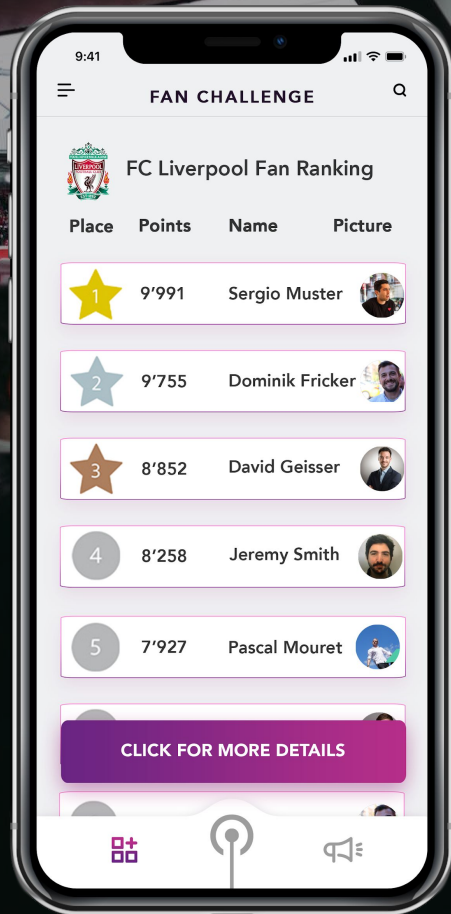 9:41
FAN CHALLENGE
LIVERPOOL
FC Liverpool Fan Ranking
Place Points Name Picture
1 9’991 Sergio Muster
2 9’755 Dominik Fricker
3 8’852 David Geisser
4 8’258 Jeremy Smith
5 7’927 Pascal Mouret
CLICK FOR MORE DETAILS